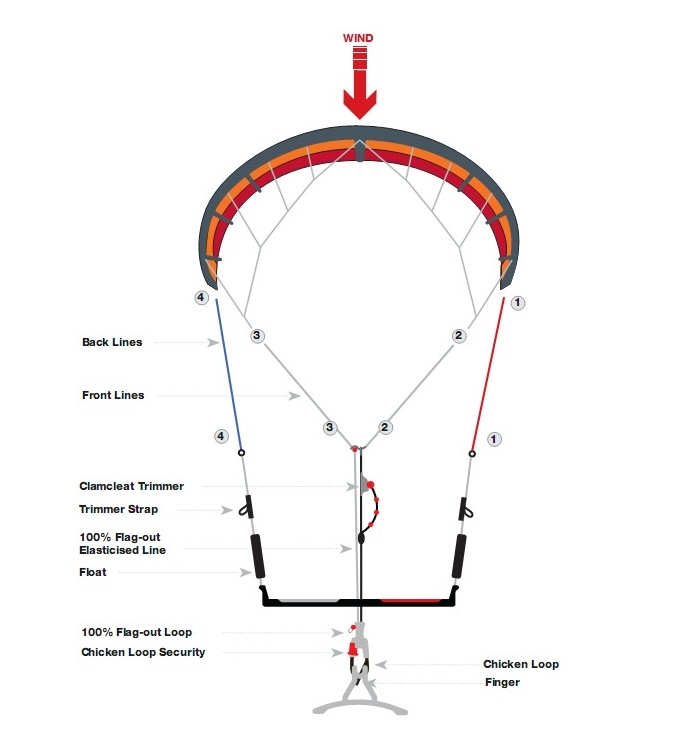 WIND
4
1
3
2
Back Lines
Front Lines
3
2
4
1
Clamcleat Trimmer
Trimmer Strap
100% Flag-out
Elasticised Line
Float
100% Flag-out Loop
Chicken Loop Security
Chicken Loop
Finger